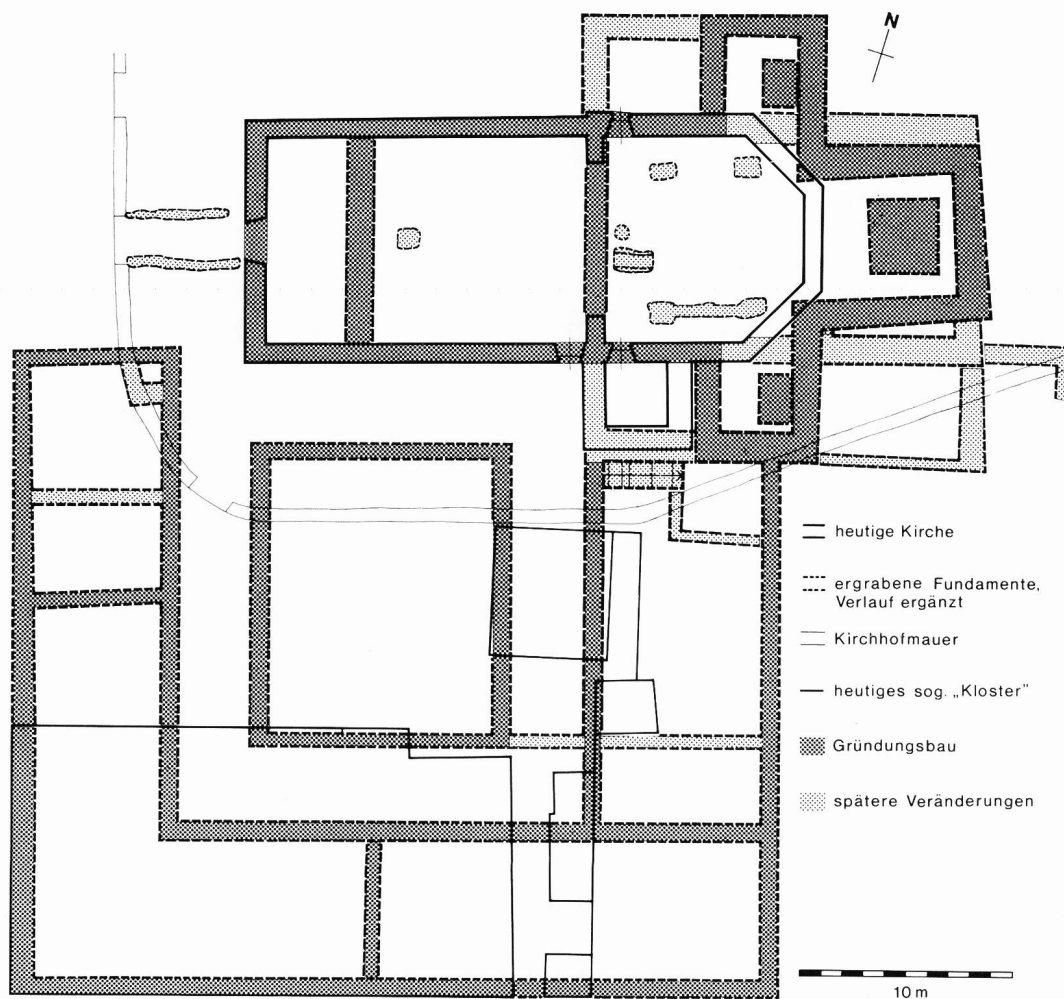 N
heutige Kirche
ergrabene Fundamente,
Verlauf ergänzt
Kirchhofmauer
heutiges sog. „Kloster"
Gründungsbau
spätere Veränderungen
10 m